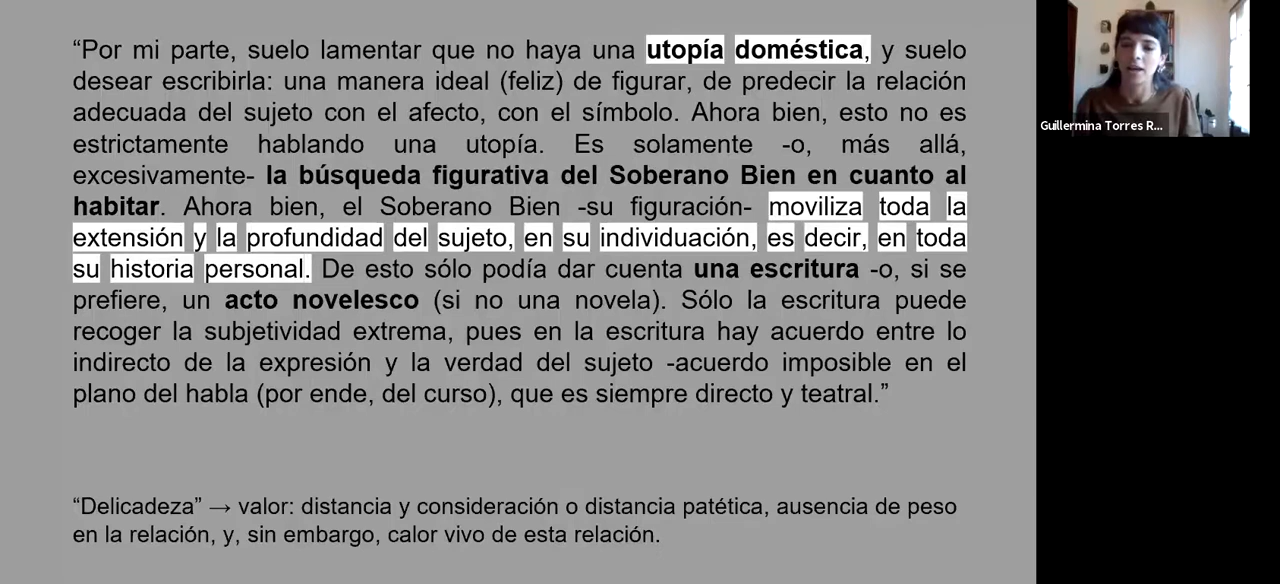 “Por mi parte, suelo lamentar que no haya una utopía doméstica, y suelo
desear escribirla: una manera ideal (feliz) de figurar, de predecir la relación
adecuada del sujeto con el afecto, con el símbolo. Ahora bien, esto no es
estrictamente hablando una utopía. Es solamente -o, más allá,
excesivamente- la búsqueda figurativa del Soberano Bien en cuanto al
habitar. Ahora bien, el Soberano Bien -su figuración- moviliza toda la
extensión y la profundidad del sujeto, en su individuación, es decir, en toda
su historia personal. De esto sólo podía dar cuenta una escritura -o, si se
prefiere, un acto novelesco (si no una novela). Sólo la escritura puede
recoger la subjetividad extrema, pues en la escritura hay acuerdo entre lo
indirecto de la expresión y la verdad del sujeto -acuerdo imposible en el
plano del habla (por ende, del curso), que es siempre directo y teatral.”
“Delicadeza” → valor: distancia y consideración o distancia patética, ausencia de peso
en la relación, y, sin embargo, calor vivo de esta relación.
Guillermina Torres R...